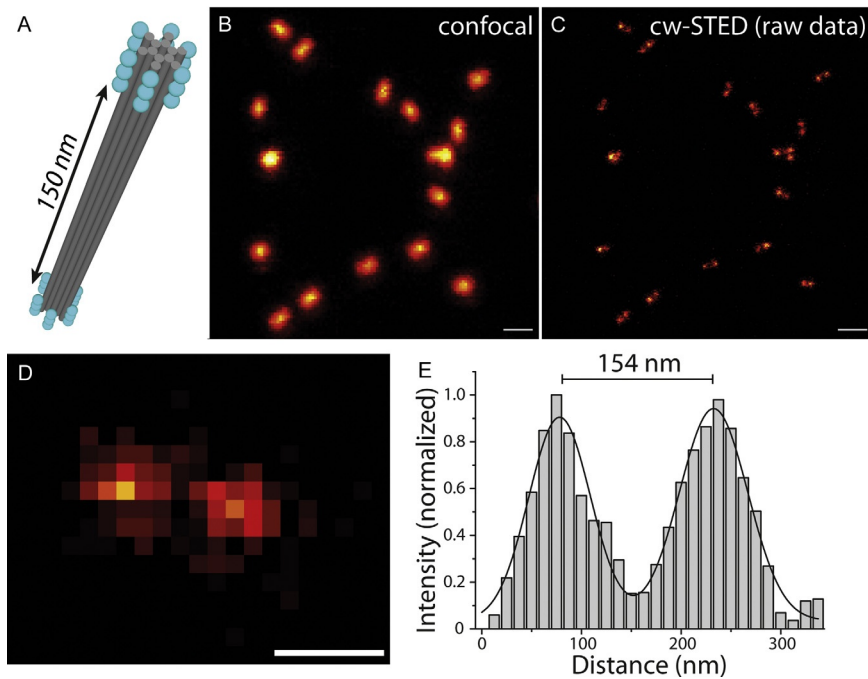 A
150 nm
B
confocal
C
cw-STED (raw data)
D
E
154 nm
Intensity (normalized)
1.0
0.8
0.6
0.4
0.2
0
0
100
200
300
Distance (nm)